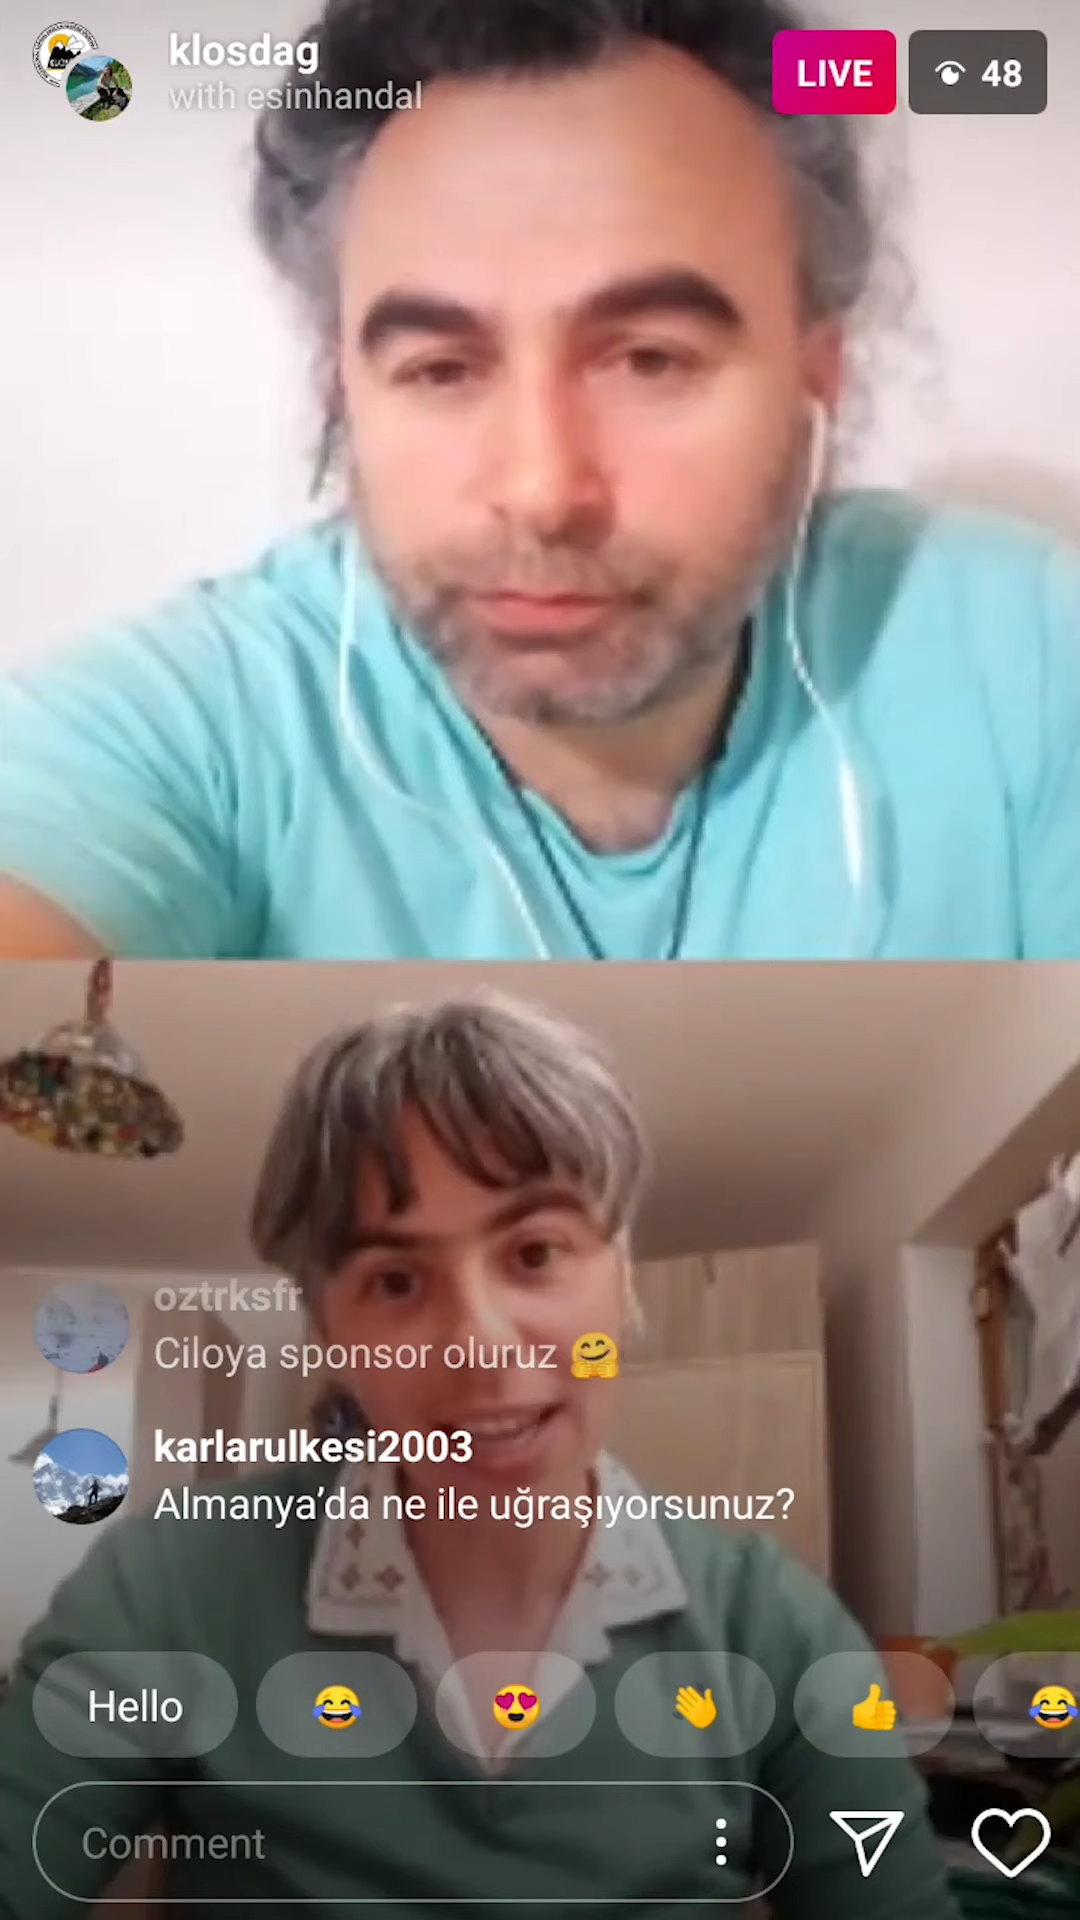 klosdag
with esinhandal
LIVE
48
oztrksfr
Ciloya sponsor oluruz 🤗
karlarulkesi2003
Almanya’da ne ile uğraşıyorsunuz?
Hello
Comment